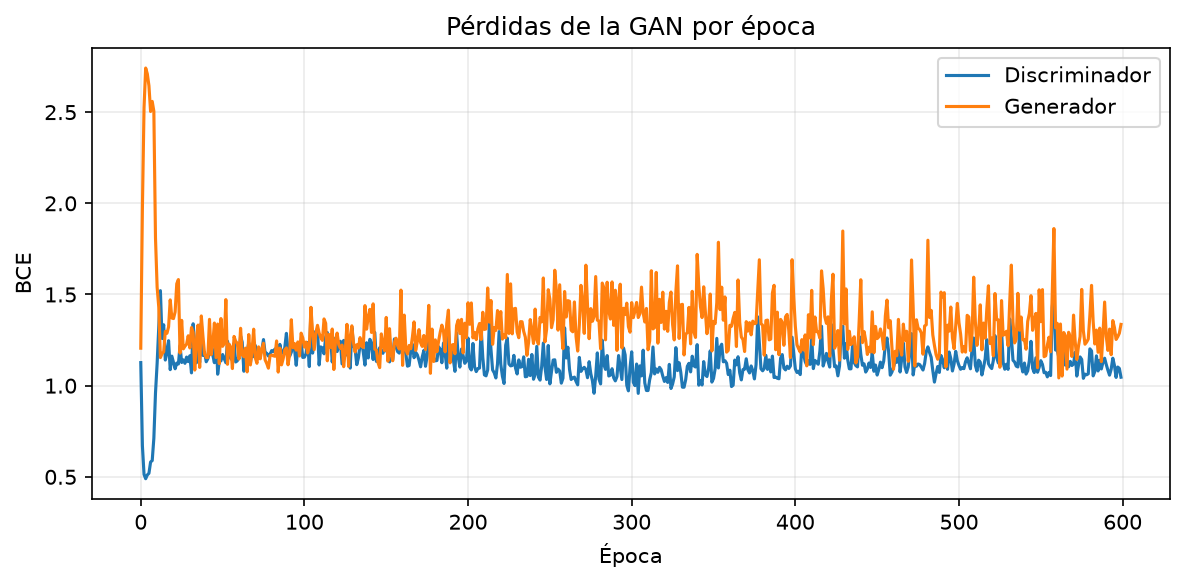 Pérdidas de la GAN por época
Discriminador
Generador
BCE
2.5
2.0
1.5
1.0
0.5
0 100 200 300 400 500 600
Época